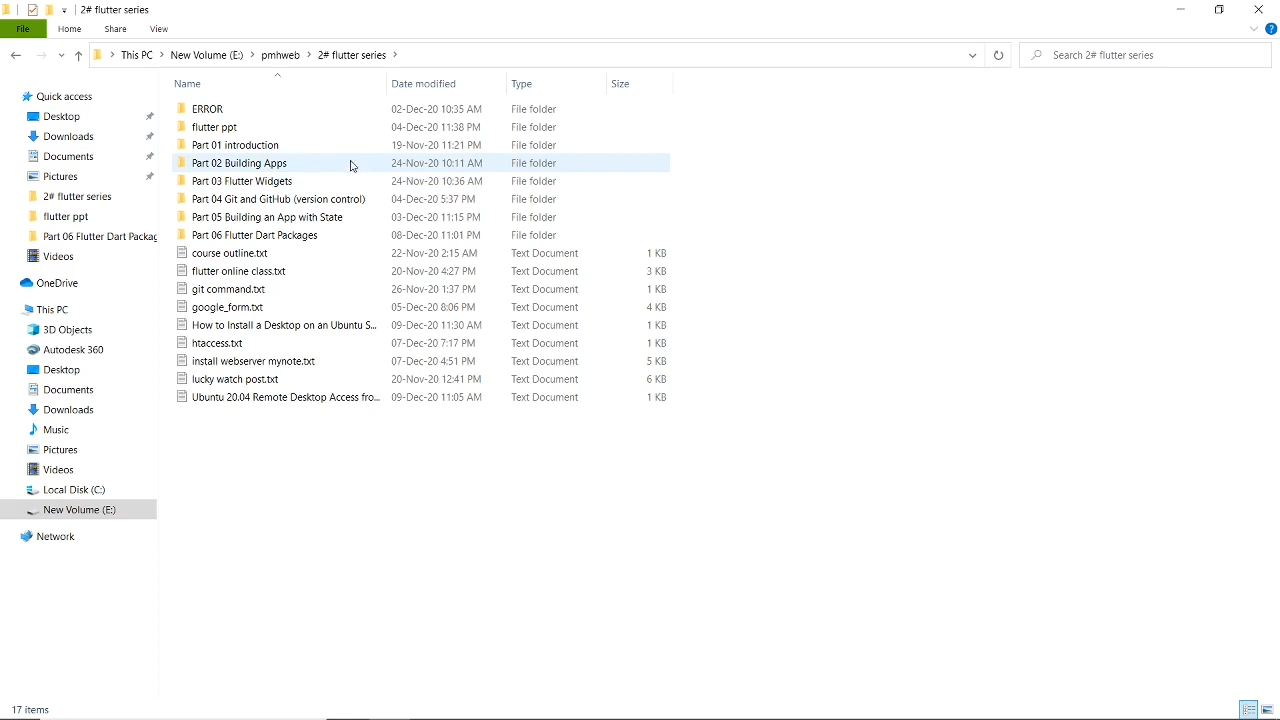 2# flutter series
File Home Share View
This PC New Volume (E:) pmhweb 2# flutter series Search 2# flutter series
Name Date modified Type Size
Quick access
Desktop
Downloads
Documents
Pictures
2# flutter series
flutter ppt
Part 06 Flutter Dart Packag
Videos
OneDrive
This PC
3D Objects
Autodesk 360
Desktop
Documents
Downloads
Music
Pictures
Videos
Local Disk (C:)
New Volume (E:)
Network
ERROR 02-Dec-20 10:35 AM File folder
flutter ppt 04-Dec-20 11:38 PM File folder
Part 01 introduction 19-Nov-20 11:21 PM File folder
Part 02 Building Apps 24-Nov-20 10:11 AM File folder
Part 03 Flutter Widgets 24-Nov-20 10:36 AM File folder
Part 04 Git and GitHub (version control) 04-Dec-20 5:37 PM File folder
Part 05 Building an App with State 03-Dec-20 11:15 PM File folder
Part 06 Flutter Dart Packages 08-Dec-20 11:01 PM File folder
course outline.txt 22-Nov-20 2:15 AM Text Document 1 KB
flutter online class.txt 20-Nov-20 4:27 PM Text Document 3 KB
git command.txt 26-Nov-20 1:37 PM Text Document 1 KB
google_form.txt 05-Dec-20 8:06 PM Text Document 4 KB
How to Install a Desktop on an Ubuntu S... 09-Dec-20 11:30 AM Text Document 1 KB
htaccess.txt 07-Dec-20 7:17 PM Text Document 1 KB
install webserver mynote.txt 07-Dec-20 4:51 PM Text Document 5 KB
lucky watch post.txt 20-Nov-20 12:41 PM Text Document 6 KB
Ubuntu 20.04 Remote Desktop Access fro... 09-Dec-20 11:05 AM Text Document 1 KB
17 items